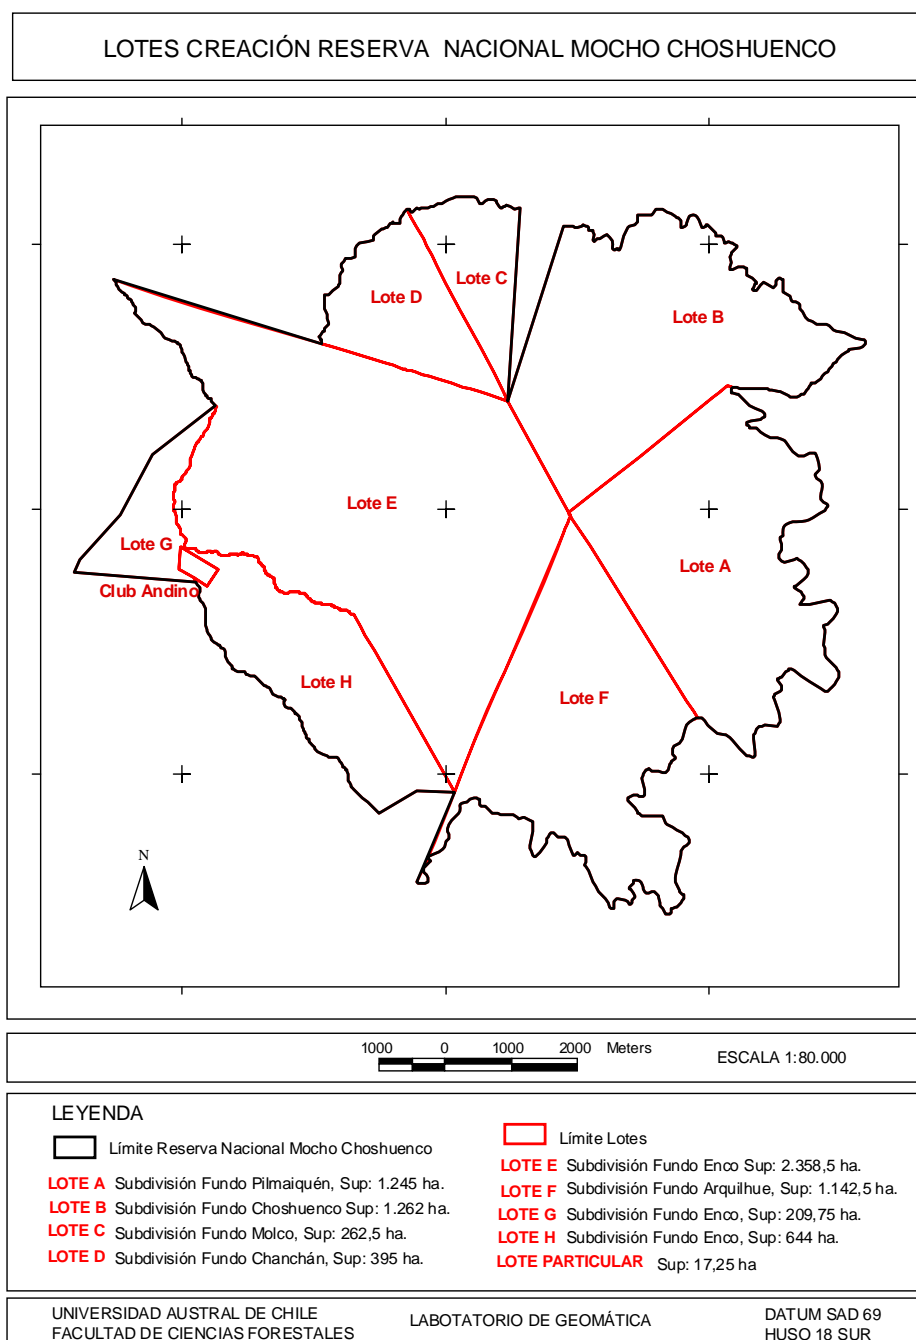 LOTES CREACIÓN RESERVA NACIONAL MOCHO CHOSHUENCO
Lote C
Lote D
Lote B
Lote E
Lote G
Lote A
Club Andino
Lote H
Lote F
N
1000 0 1000 2000 Meters
ESCALA 1:80.000
LEYENDA
Límite Reserva Nacional Mocho Choshuenco
LOTE A Subdivisión Fundo Pilmaiquén, Sup: 1.245 ha.
LOTE B Subdivisión Fundo Choshuenco Sup: 1.262 ha.
LOTE C Subdivisión Fundo Molco, Sup: 262,5 ha.
LOTE D Subdivisión Fundo Chanchán, Sup: 395 ha.
Límite Lotes
LOTE E Subdivisión Fundo Enco Sup: 2.358,5 ha.
LOTE F Subdivisión Fundo Arquilhue, Sup: 1.142,5 ha.
LOTE G Subdivisión Fundo Enco, Sup: 209,75 ha.
LOTE H Subdivisión Fundo Enco, Sup: 644 ha.
LOTE PARTICULAR Sup: 17,25 ha
UNIVERSIDAD AUSTRAL DE CHILE
FACULTAD DE CIENCIAS FORESTALES
LABOTATORIO DE GEOMÁTICA
DATUM SAD 69
HUSO 18 SUR